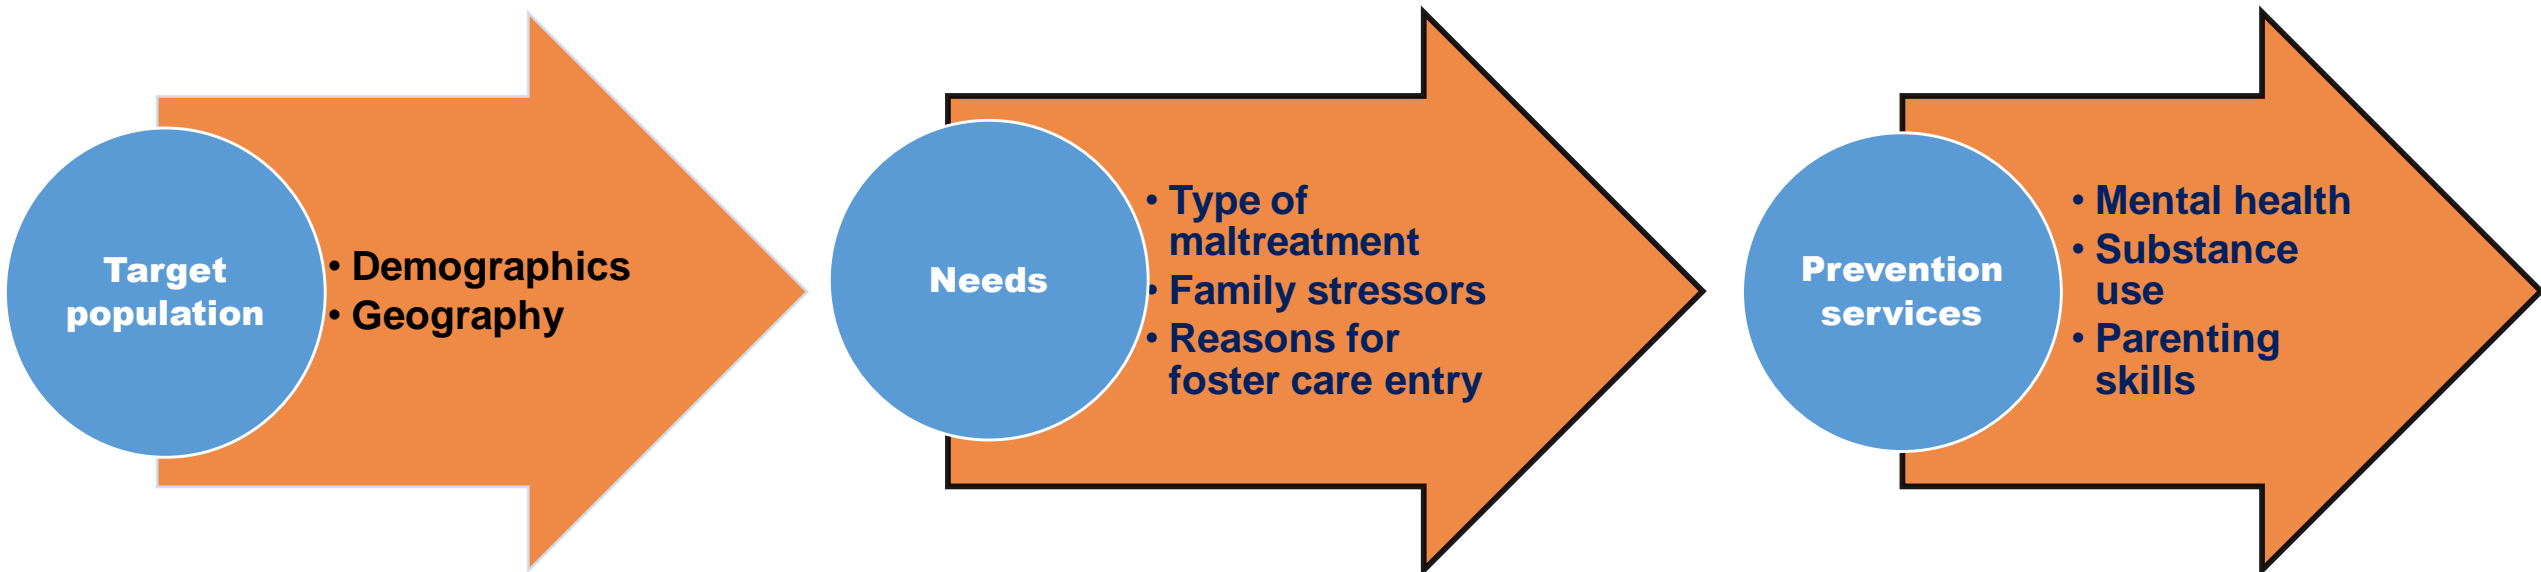 Target
population
• Demographics
• Geography
Needs
• Type of
maltreatment
• Family stressors
• Reasons for
foster care entry
Prevention
services
• Mental health
• Substance
use
• Parenting
skills